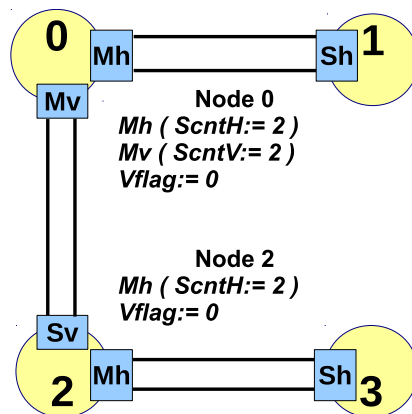 0 Mh Sh 1
Mv
Node 0
Mh ( ScntH:= 2 )
Mv ( ScntV:= 2 )
Vflag:= 0
Node 2
Mh ( ScntH:= 2 )
Vflag:= 0
Sv
2 Mh Sh 3